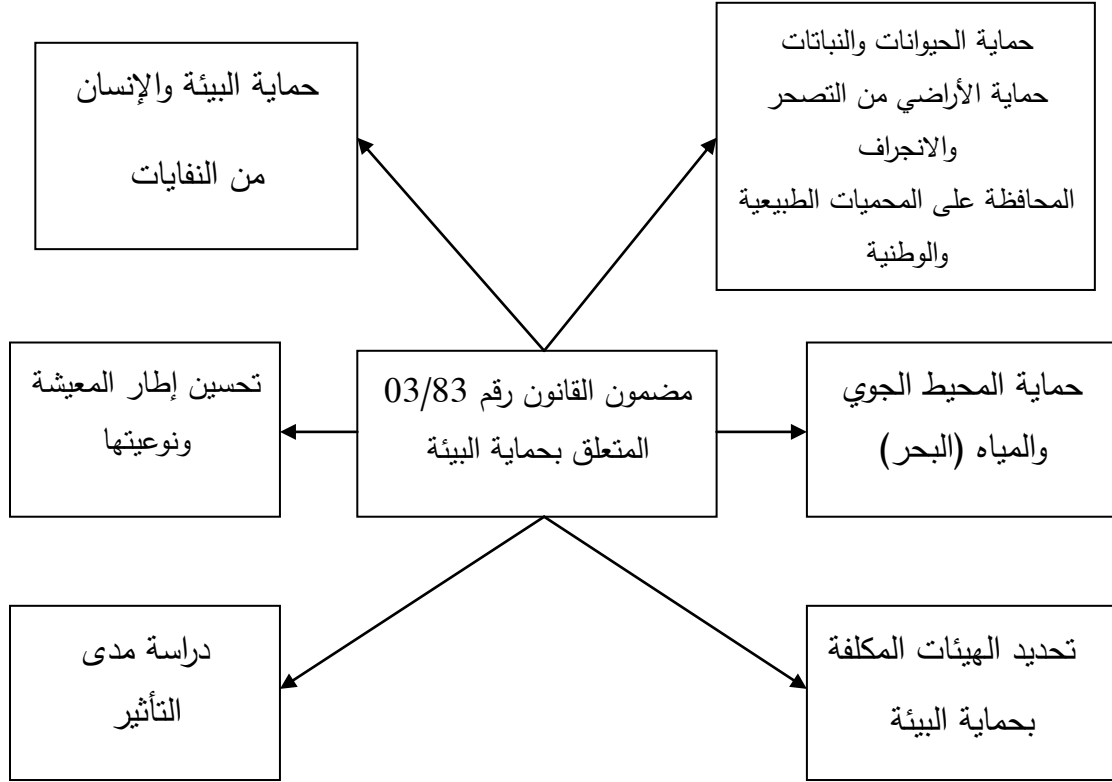 حماية الحيوانات والنباتات
حماية الأراضي من التصحر
والانجراف
المحافظة على المحميات الطبيعية
والوطنية
حماية البيئة والإنسان
من النفايات
حماية المحيط الجوي
والمياه (البحر)
مضمون القانون رقم 03/83
المتعلق بحماية البيئة
تحسين إطار المعيشة
ونوعيتها
تحديد الهيئات المكلفة
بحماية البيئة
دراسة مدى
التأثير